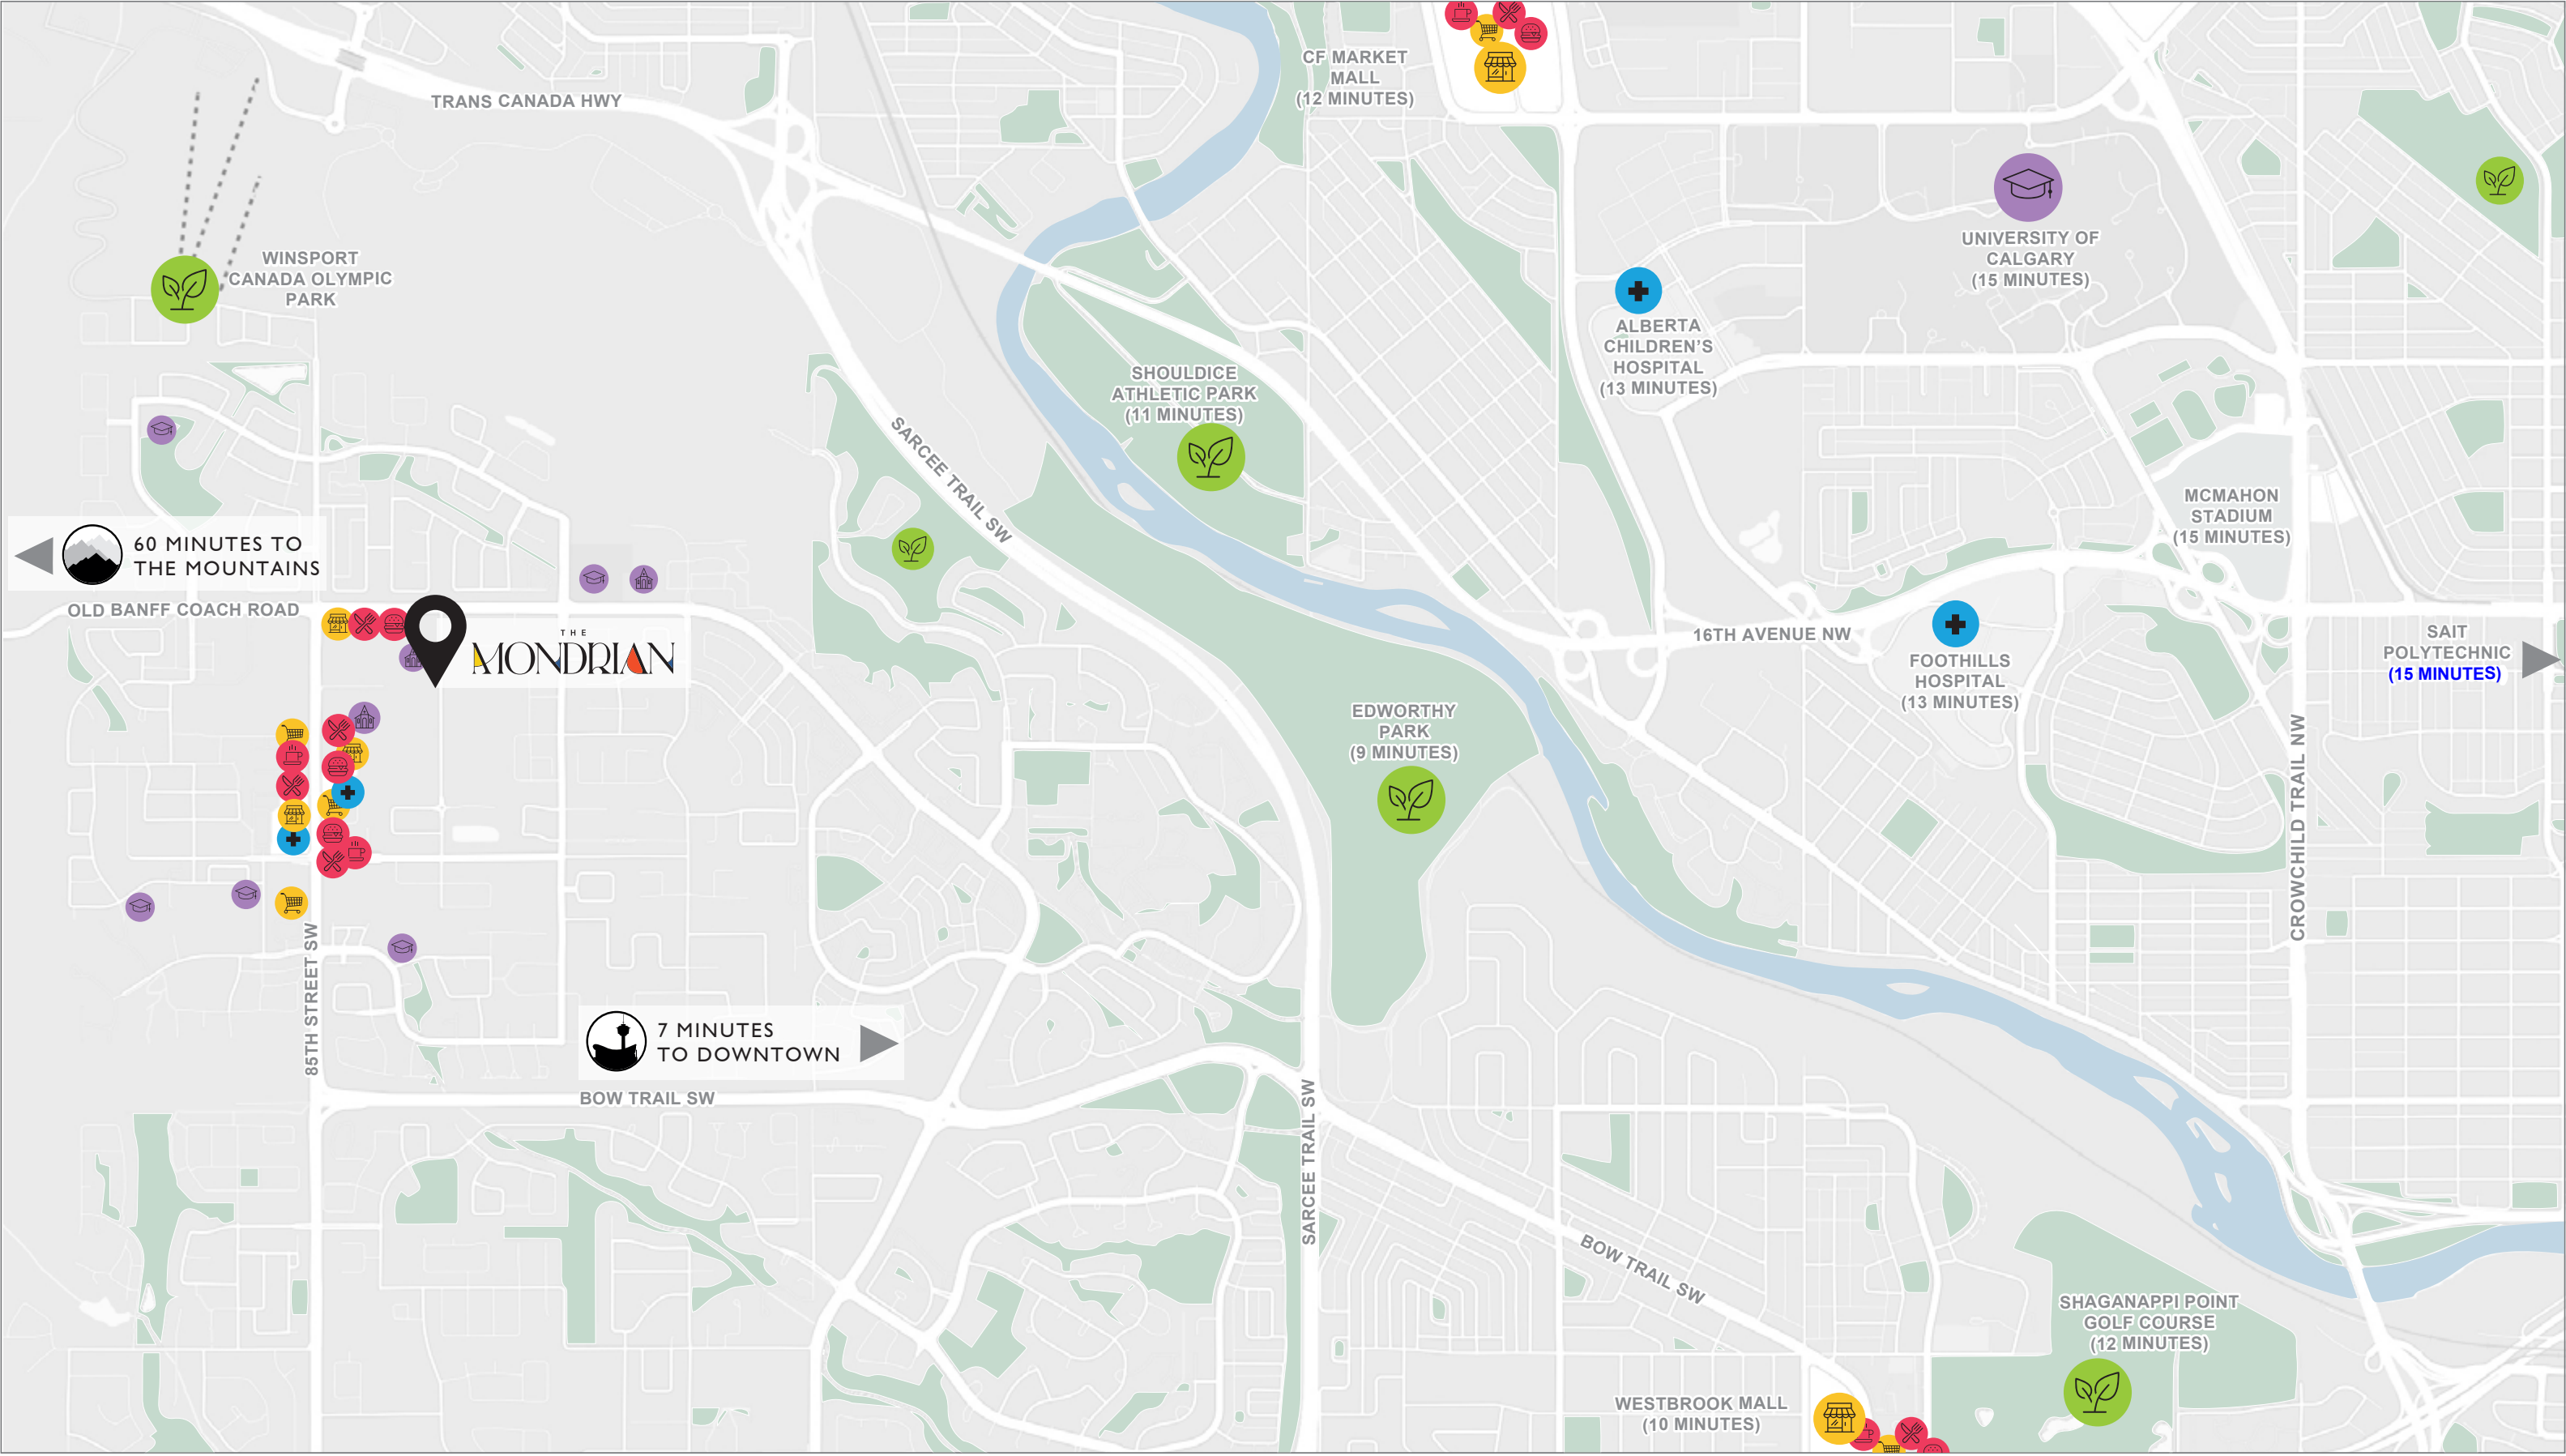 CF MARKET
MALL
(12 MINUTES)
TRANS CANADA HWY
UNIVERSITY OF
CALGARY
(15 MINUTES)
WINSPORT
CANADA OLYMPIC
PARK
ALBERTA
CHILDREN'S
HOSPITAL
(13 MINUTES)
SHOULDICE
ATHLETIC PARK
(11 MINUTES)
SARCEE TRAIL SW
MCMAHON
STADIUM
(15 MINUTES)
60 MINUTES TO
THE MOUNTAINS
OLD BANFF COACH ROAD
THE
MONDRIAN
16TH AVENUE NW
FOOTHILLS
HOSPITAL
(13 MINUTES)
SAIT
POLYTECHNIC
(15 MINUTES)
EDWORTHY
PARK
(9 MINUTES)
CROWCHILD TRAIL NW
85TH STREET SW
7 MINUTES
TO DOWNTOWN
BOW TRAIL SW
SARCEE TRAIL SW
BOW TRAIL SW
SHAGANAPPI POINT
GOLF COURSE
(12 MINUTES)
WESTBROOK MALL
(10 MINUTES)